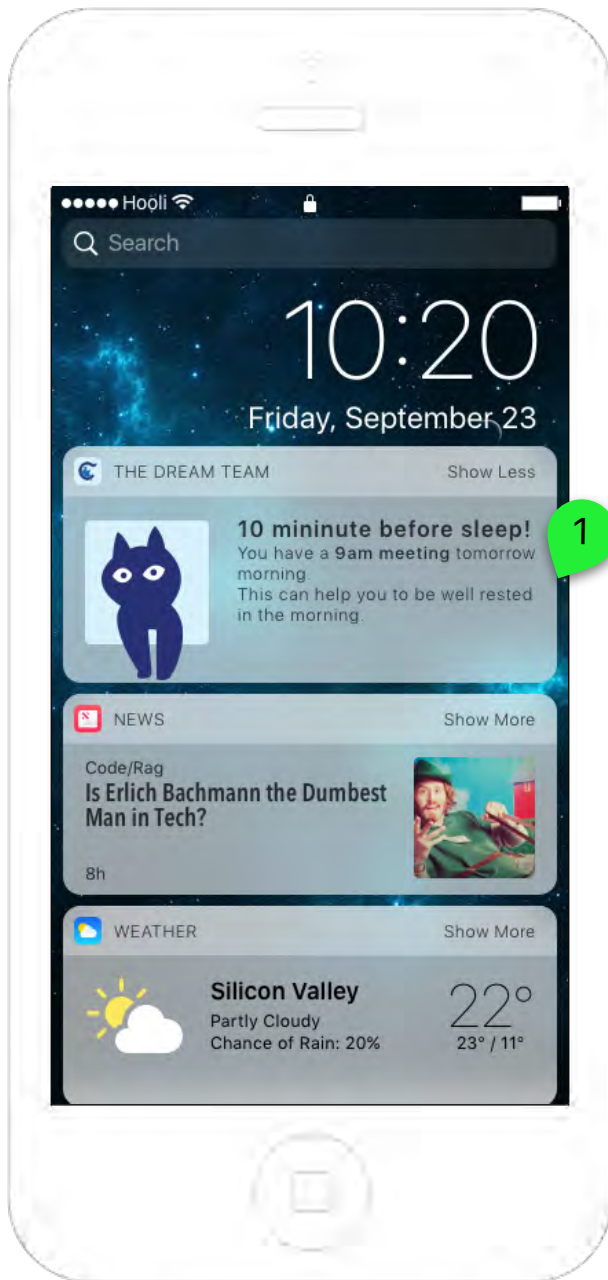 Hooli
Search
10:20
Friday, September 23
THE DREAM TEAM Show Less
10 mininute before sleep!
1
You have a 9am meeting tomorrow
morning.
This can help you to be well rested
in the morning.
NEWS Show More
Code/Rag
Is Erlich Bachmann the Dumbest
Man in Tech?
8h
WEATHER Show More
Silicon Valley
Partly Cloudy
Chance of Rain: 20%
22°
23° / 11°